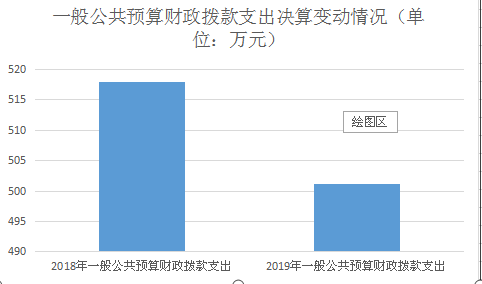 一般公共预算财政拨款支出决算变动情况（单
位：万元）
520
515
510
绘图区
505
500
495
490
2018年一般公共预算财政拨款支出
2019年一般公共预算财政拨款支出